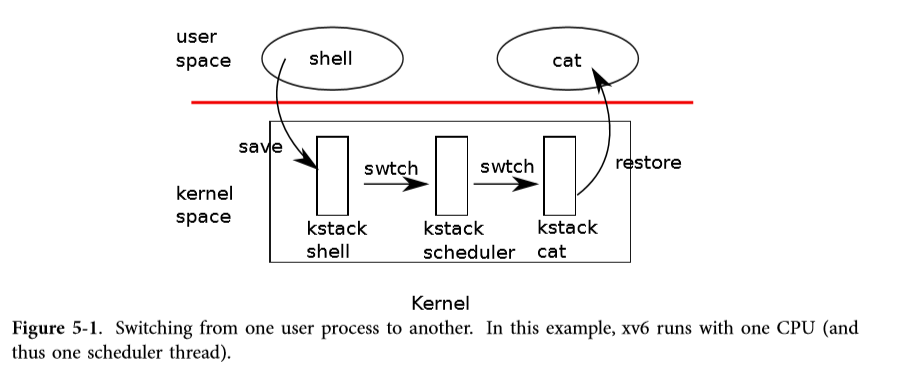 user
space
shell
cat
save
swtch
swtch
restore
kernel
space
kstack
shell
kstack
scheduler
kstack
cat
Kernel
Figure 5-1. Switching from one user process to another. In this example, xv6 runs with one CPU (and
thus one scheduler thread).